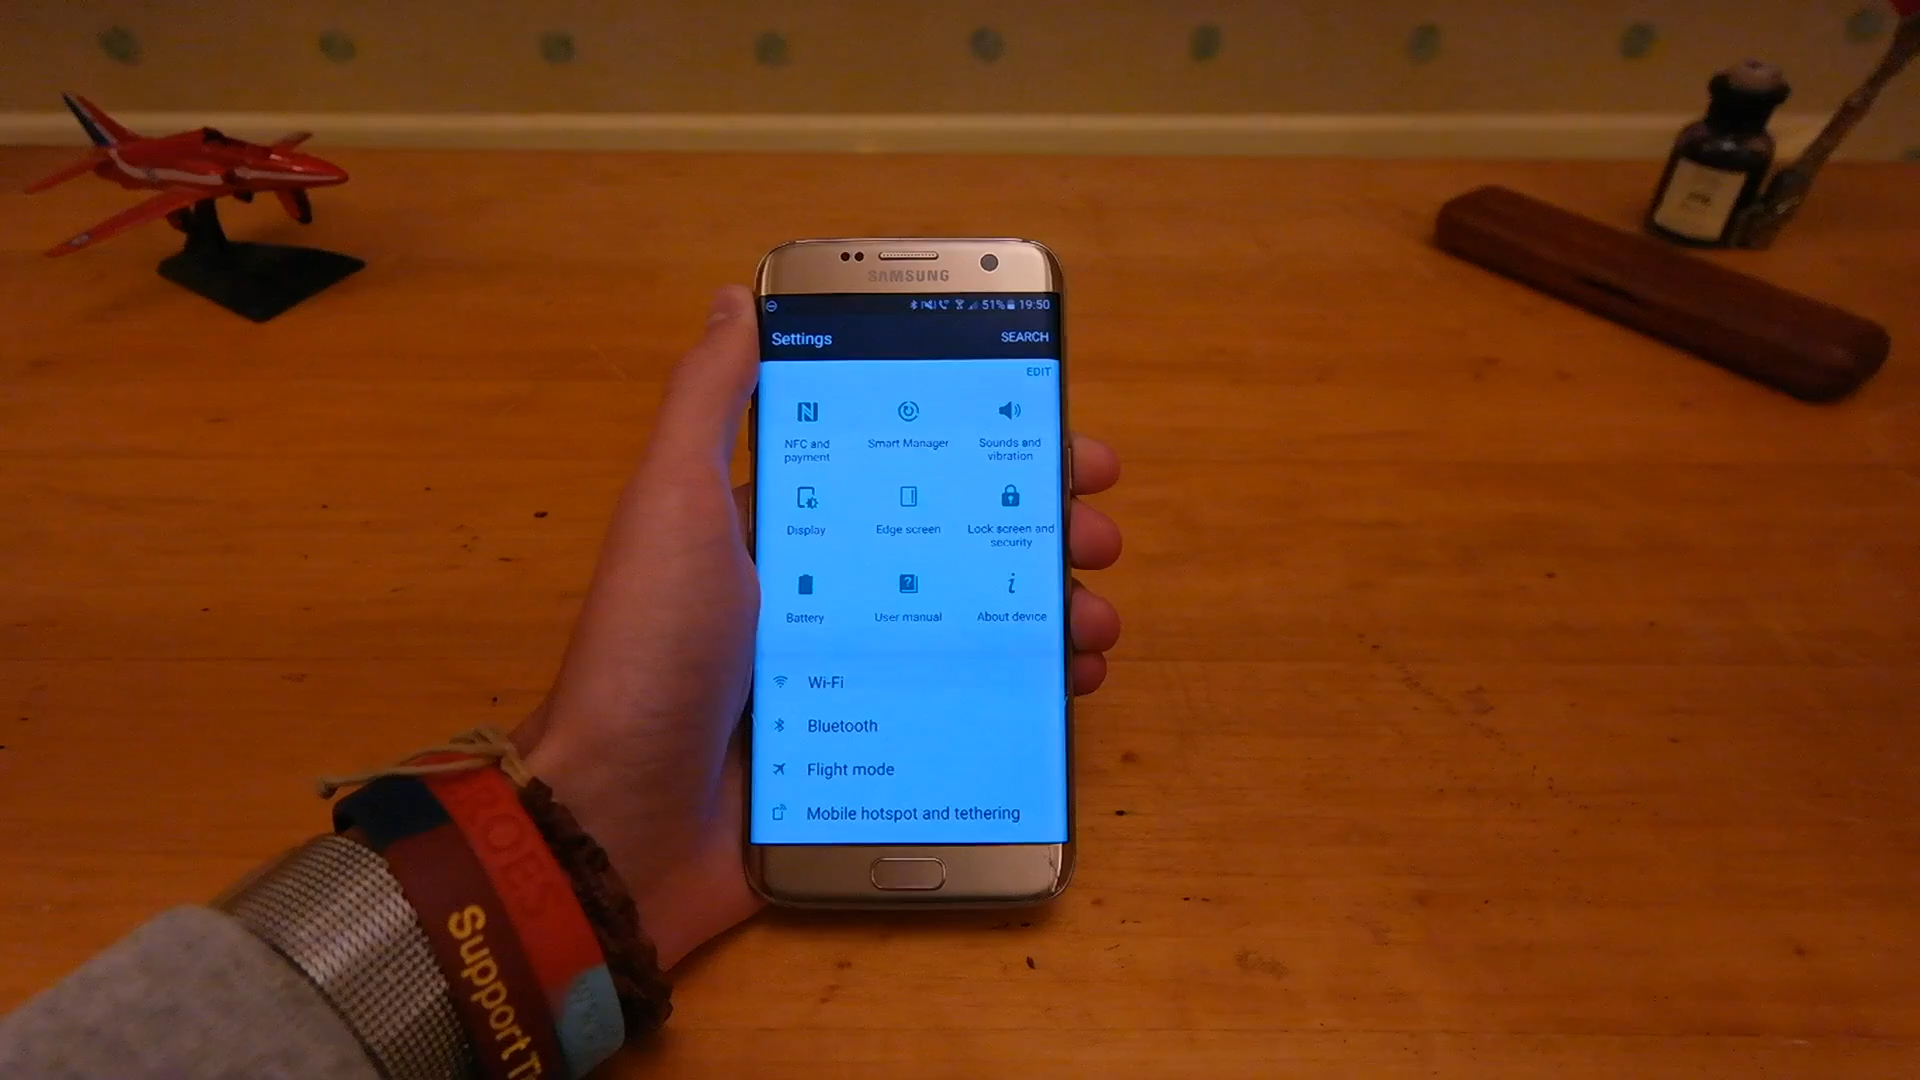 SAMSUNG
51% 19:50
Settings
SEARCH
EDIT
NFC and
payment
Smart Manager
Sounds and
vibration
Display
Edge screen
Lock screen and
security
Battery
User manual
About device
Wi-Fi
Bluetooth
Flight mode
Mobile hotspot and tethering
ROES
Support